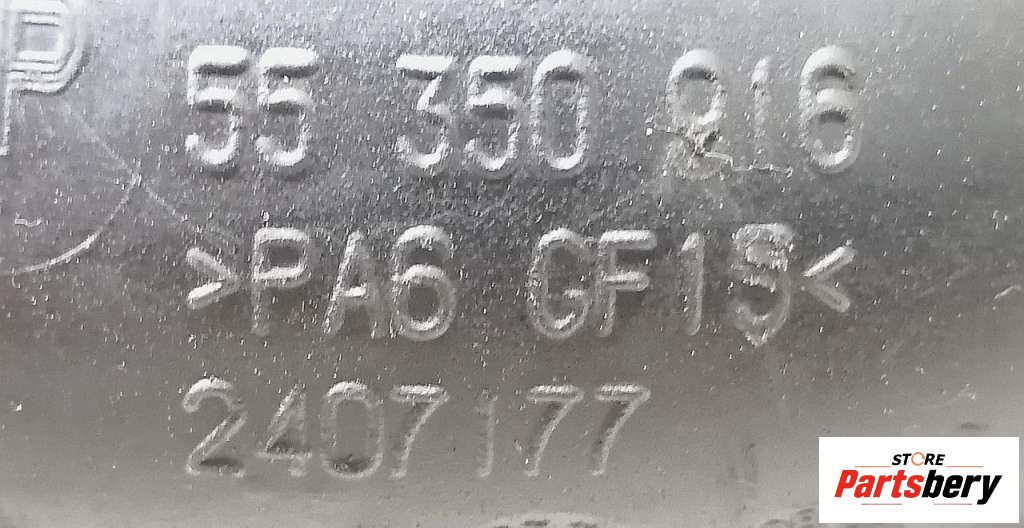 P
55 350 916
>PA6 GF15<
2407177
STORE
Partsbery